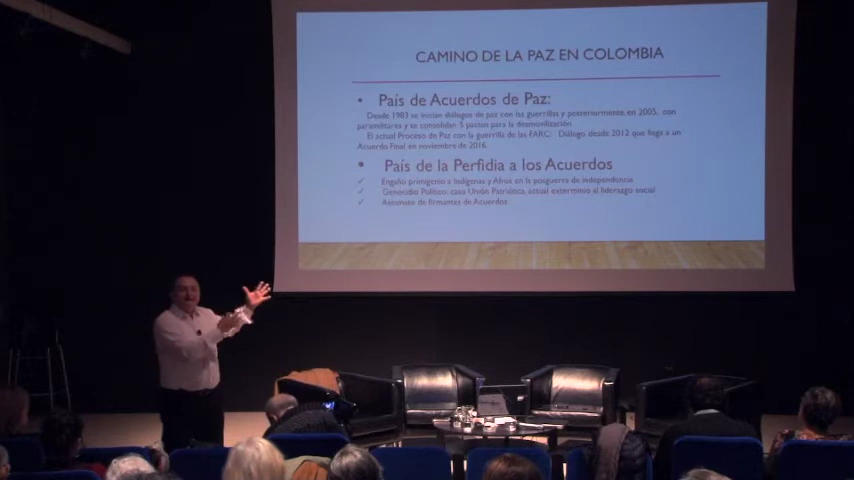 CAMINO DE LA PAZ EN COLOMBIA
• País de Acuerdos de Paz:
Desde 1983 se inician diálogos de paz con las guerrillas y posteriormente, en 2005, con
paramilitares y se consolidan 5 pactos para la desmovilización
El actual Proceso de Paz con la guerrilla de las FARC: Diálogo desde 2012 que llega a un
Acuerdo Final en noviembre de 2016.
• País de la Perfidia a los Acuerdos
✓ Engaño primigenio a Indígenas y Afros en la posguerra de independencia
✓ Genocidio Político: caso Unión Patriótica, actual exterminio al liderazgo social
✓ Asesinato de firmantes de Acuerdos